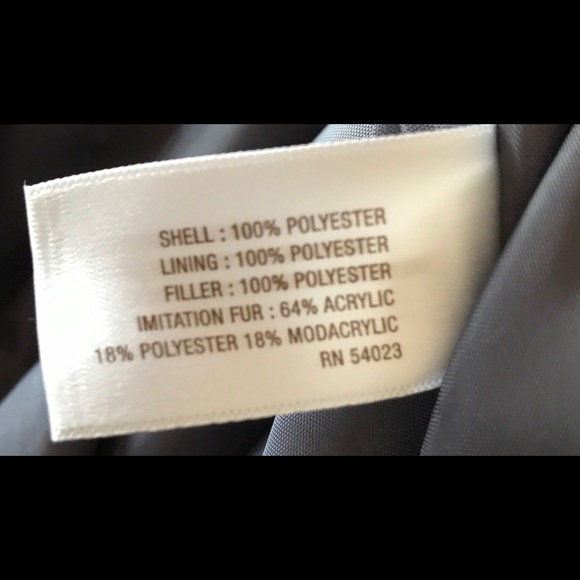 SHELL : 100% POLYESTER
LINING : 100% POLYESTER
FILLER : 100% POLYESTER
IMITATION FUR : 64% ACRYLIC
18% POLYESTER 18% MODACRYLIC
RN 54023